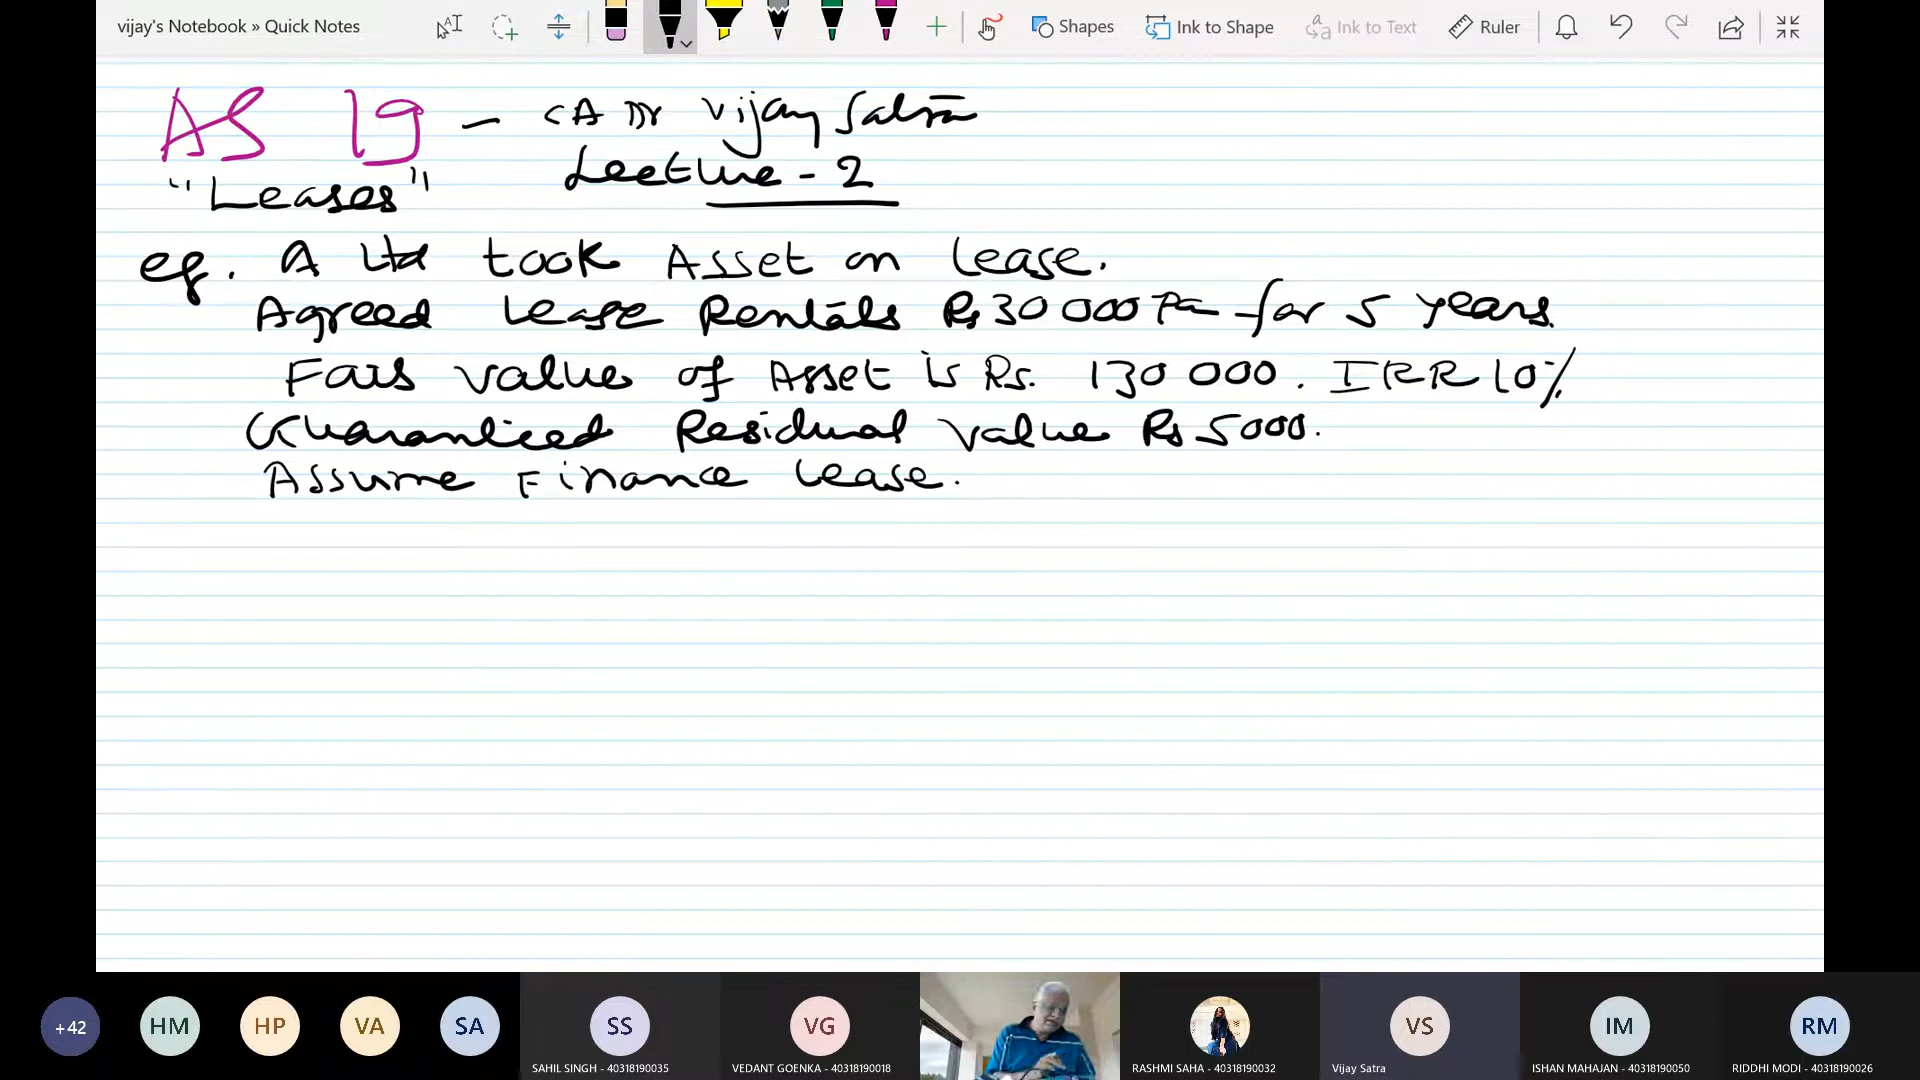 vijay's Notebook » Quick Notes
Shapes
Ink to Shape
Ink to Text
Ruler
AS 19 - CA Dr Vijay Satra
Lecture - 2
"Leases"
eg. A Ltd took Asset on Lease.
Agreed Lease Rentals Rs 30 000 Pa for 5 years.
Fair value of Asset is Rs. 130 000. IRR 10%
Guaranteed Residual Value Rs 5000.
Assume Finance Lease.
+42
HM
HP
VA
SA
SS
VG
VS
IM
RM
SAHIL SINGH - 40318190035
VEDANT GOENKA - 40318190018
RASHMI SAHA - 40318190032
Vijay Satra
ISHAN MAHAJAN - 40318190050
RIDDHI MODI - 40318190026